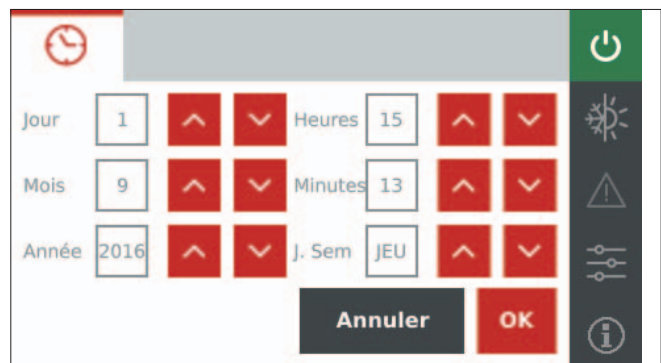 Jour 1 Heures 15
Mois 9 Minutes 13
Année 2016 J. Sem JEU
Annuler OK